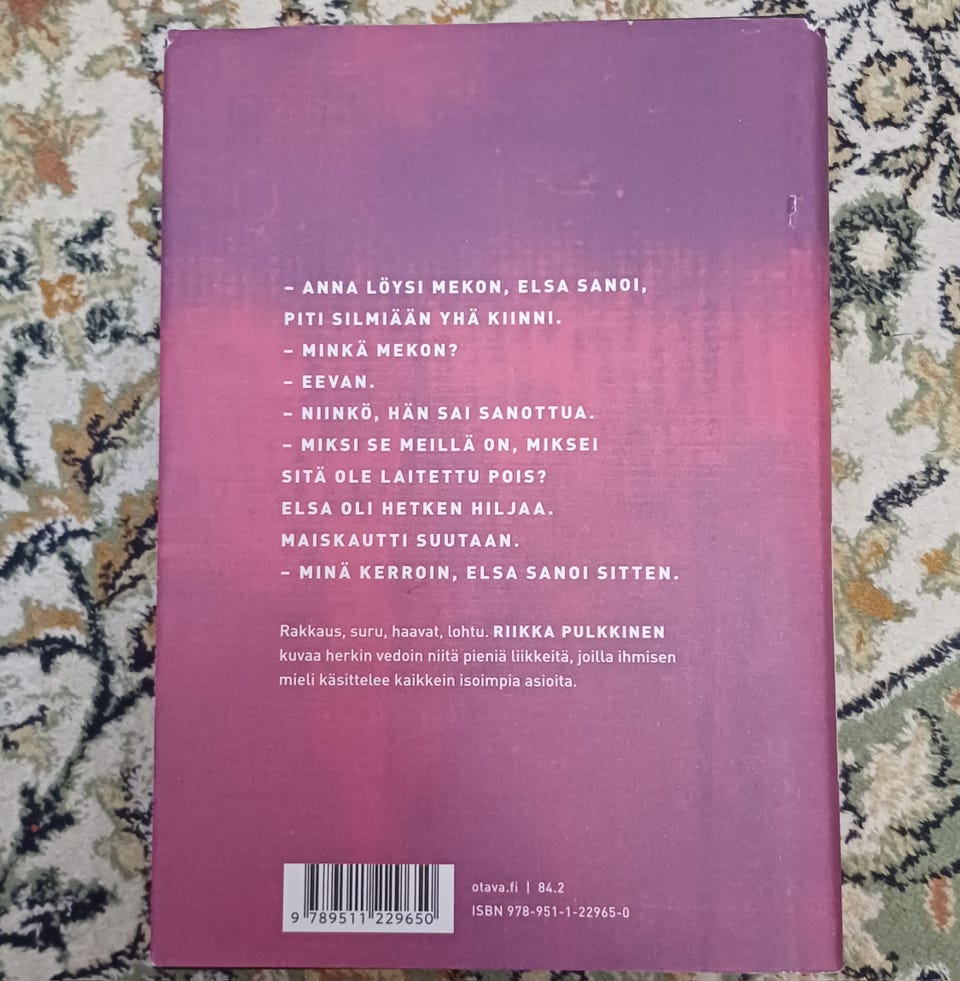 – ANNA LÖYSI MEKON, ELSA SANOI,
PITI SILMIÄÄN YHÄ KIINNI.
– MINKÄ MEKON?
– EEVAN.
– NIINKÖ, HÄN SAI SANOTTUA.
– MIKSI SE MEILLÄ ON, MIKSEI
SITÄ OLE LAITETTU POIS?
ELSA OLI HETKEN HILJAA.
MAISKAUTTI SUUTAAN.
– MINÄ KERROIN, ELSA SANOI SITTEN.
Rakkaus, suru, haavat, lohtu. RIIKKA PULKKINEN
kuvaa herkin vedoin niitä pieniä liikkeitä, joilla ihmisen
mieli käsittelee kaikkein isoimpia asioita.
otava.fi | 84.2
ISBN 978-951-1-22965-0
9 789511 229650